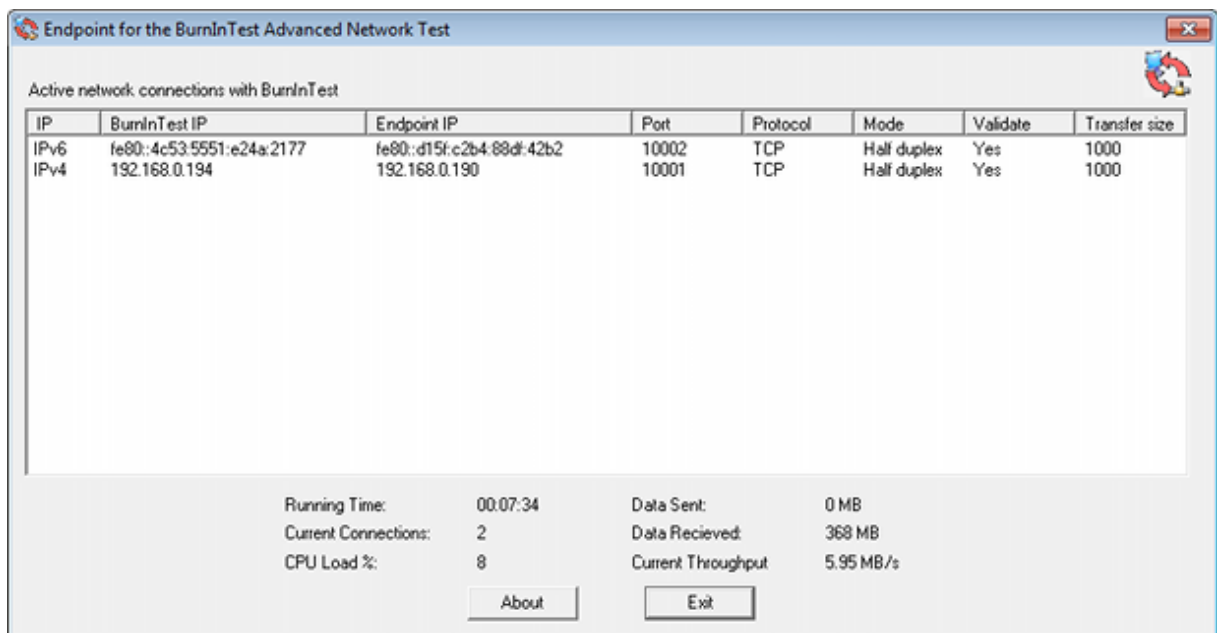 Endpoint for the BurnInTest Advanced Network Test
Active network connections with BurnInTest
IP BurnInTest IP Endpoint IP Port Protocol Mode Validate Transfer size
IPv6 fe80::4c53:5551:e24a:2177 fe80::d15f:c2b4:88df:42b2 10002 TCP Half duplex Yes 1000
IPv4 192.168.0.194 192.168.0.190 10001 TCP Half duplex Yes 1000
Running Time: 00:07:34 Data Sent: 0 MB
Current Connections: 2 Data Recieved: 368 MB
CPU Load %: 8 Current Throughput 5.95 MB/s
About Exit